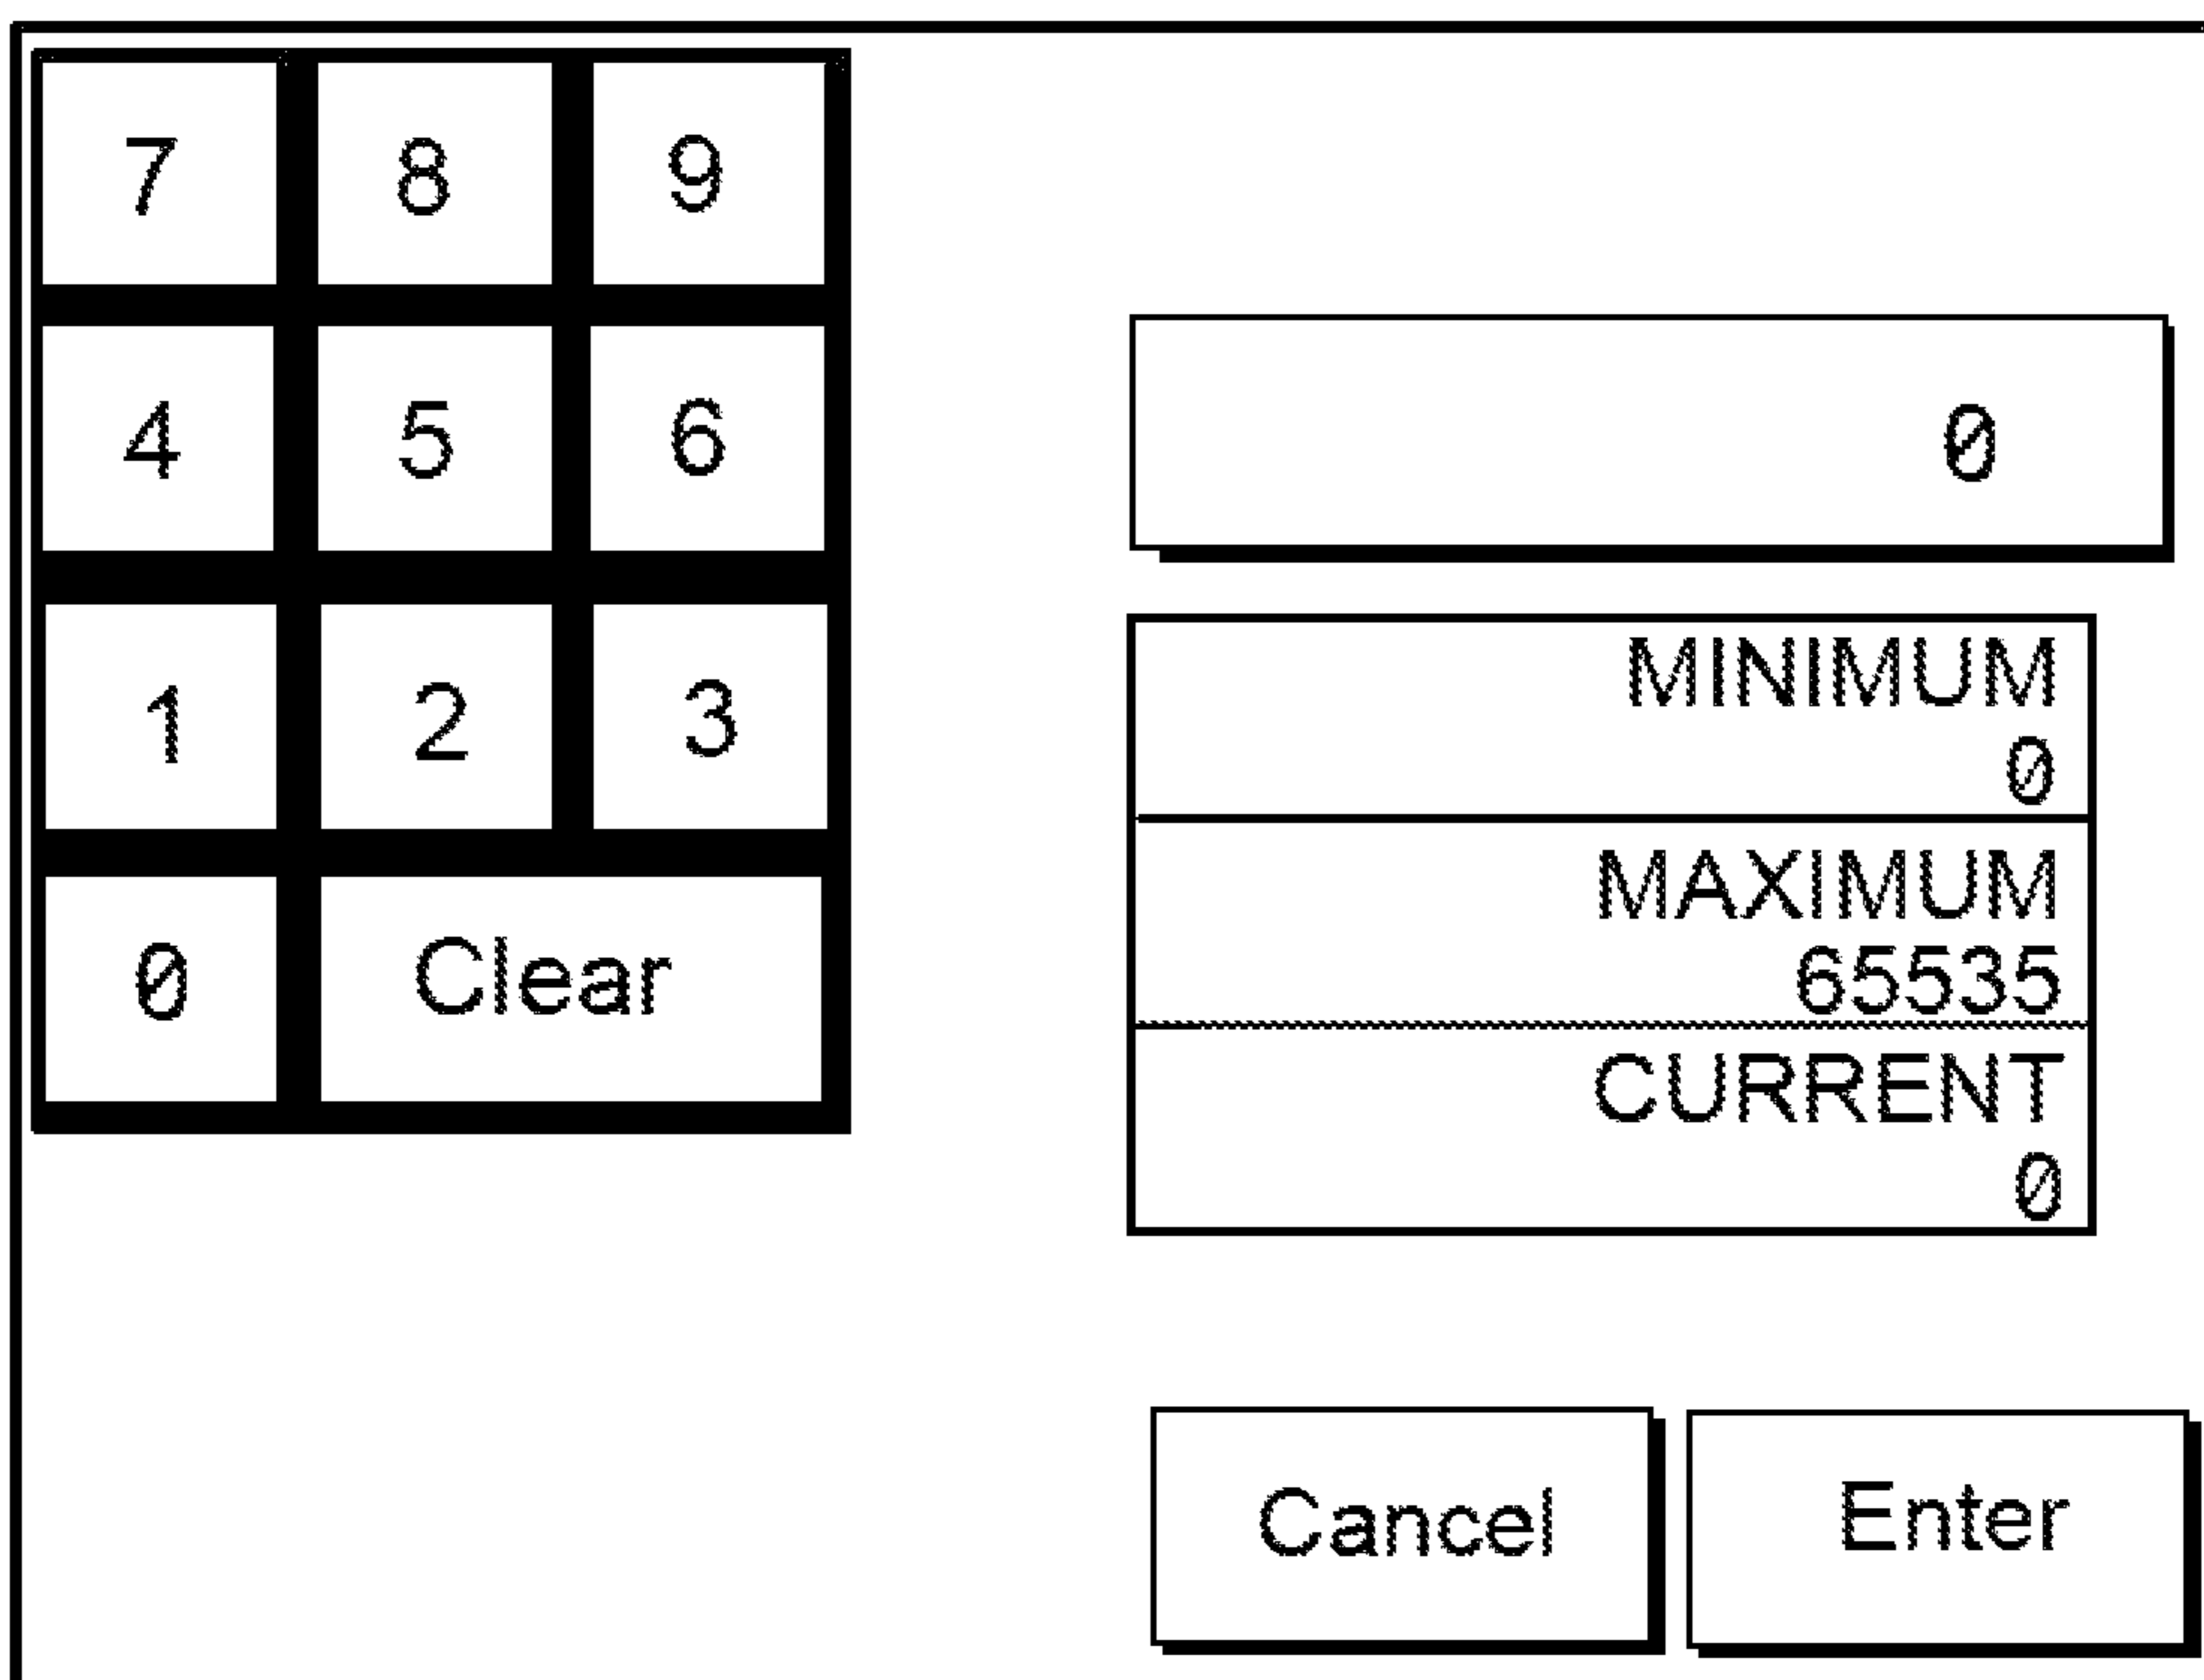 7 8 9
4 5 6
1 2 3
0 Clear
0
MINIMUM
0
MAXIMUM
65535
CURRENT
0
Cancel Enter